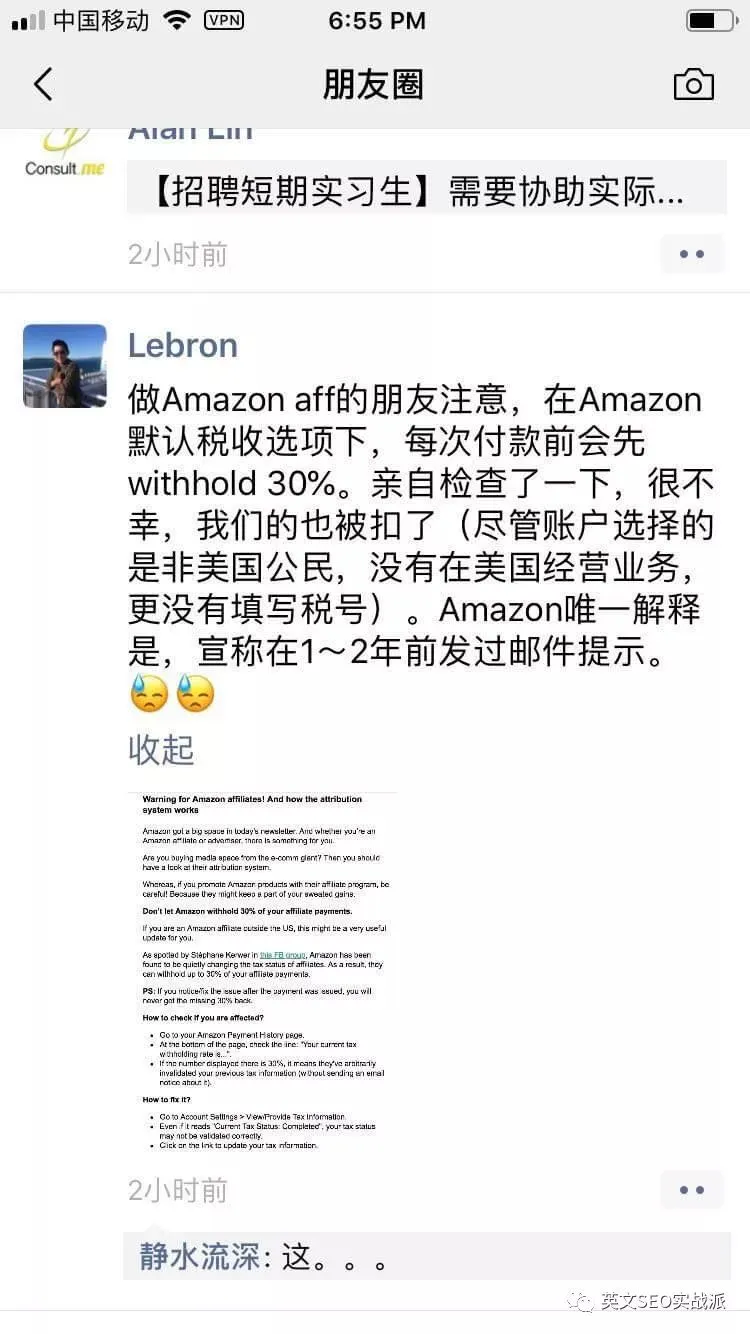 中国移动 VPN 6:55 PM
朋友圈
Alan Lin
Consult.me
【招聘短期实习生】需要协助实际...
2小时前
Lebron
做Amazon aff的朋友注意，在Amazon
默认税收选项下，每次付款前会先
withhold 30%。亲自检查了一下，很不
幸，我们的也被扣了（尽管账户选择的
是非美国公民，没有在美国经营业务，
更没有填写税号）。Amazon唯一解释
是，宣称在1～2年前发过邮件提示。
😓😓
收起
Warning for Amazon affiliates! And how the attribution
system works
Amazon got a big space in today's newsletter. And whether you're an
Amazon affiliate or advertiser, there is something for you.
Are you buying media space from the e-comm giant? Then you should
have a look at their attribution system.
Whereas, if you promote Amazon products with their affiliate program, be
careful! Because they might keep a part of your sweated gains.
Don't let Amazon withhold 30% of your affiliate payments.
If you are an Amazon affiliate outside the US, this might be a very useful
update for you.
As spotted by Stéphane Kerwer in this FB group, Amazon has been
found to be quietly changing the tax status of affiliates. As a result, they
can withhold up to 30% of your affiliate payments.
PS: If you notice/fix the issue after the payment was issued, you will
never get the missing 30% back.
How to check if you are affected?
• Go to your Amazon Payment History page.
• At the bottom of the page, check the line: "Your current tax
withholding rate is...".
• If the number displayed there is 30%, it means they've arbitrarily
invalidated your previous tax information (without sending an email
notice about it).
How to fix it?
• Go to Account Settings > View/Provide Tax Information.
• Even if it reads "Current Tax Status: Completed", your tax status
may not be validated correctly.
• Click on the link to update your tax information.
2小时前
静水流深: 这。。。
英文SEO实战派